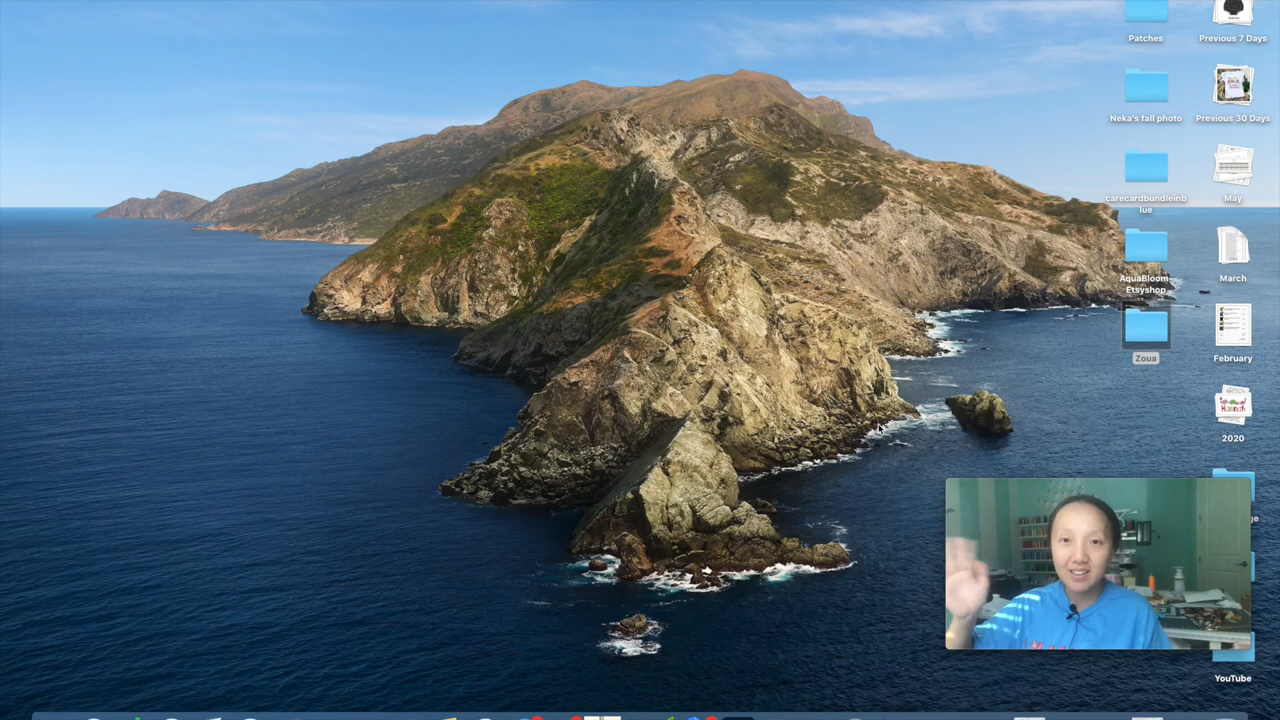 Patches
Previous 7 Days
Neka's fall photo
Previous 30 Days
carecardbundleinb
lue
May
AquaBloom-
Etsyshop
March
Zoua
February
Hannah
2020
YouTube